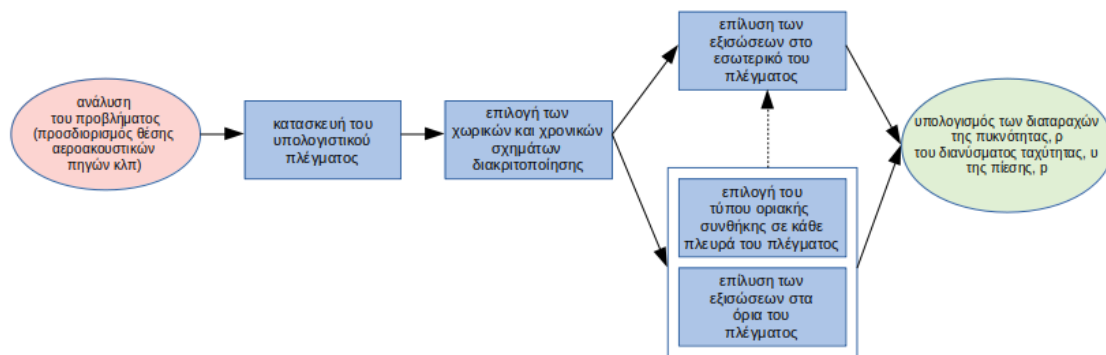 ανάλυση
του προβλήματος
(προσδιορισμός θέσης
αεροακουστικών
πηγών κλπ)
κατασκευή του
υπολογιστικού
πλέγματος
επιλογή των
χωρικών και χρονικών
σχημάτων
διακριτοποίησης
επίλυση των
εξισώσεων στο
εσωτερικό του
πλέγματος
επιλογή του
τύπου οριακής
συνθήκης σε κάθε
πλευρά του πλέγματος
επίλυση των
εξισώσεων στα
όρια του
πλέγματος
υπολογισμός των διαταραχών
της πυκνότητας, ρ
του διανύσματος ταχύτητας, υ
της πίεσης, p